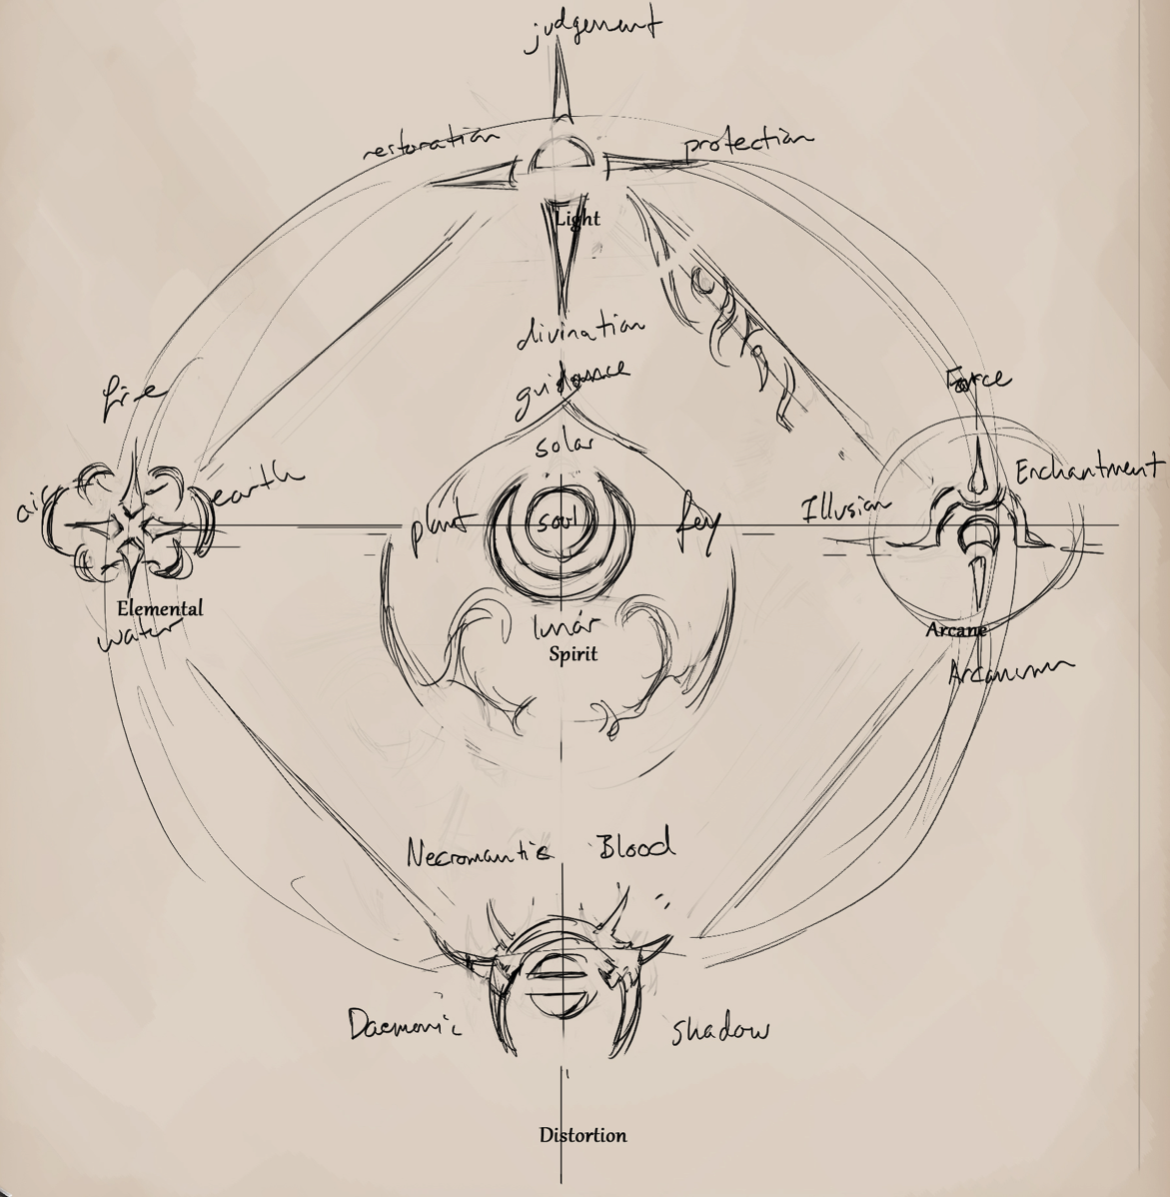 judgement
restoration
protection
Light
divination
guidance
fire
Force
solar
air
earth
Enchantment
Illusion
plant
soul
fey
Elemental
water
lunar
Spirit
Arcane
Arcanum
Necromantic
Blood
Daemonic
shadow
Distortion